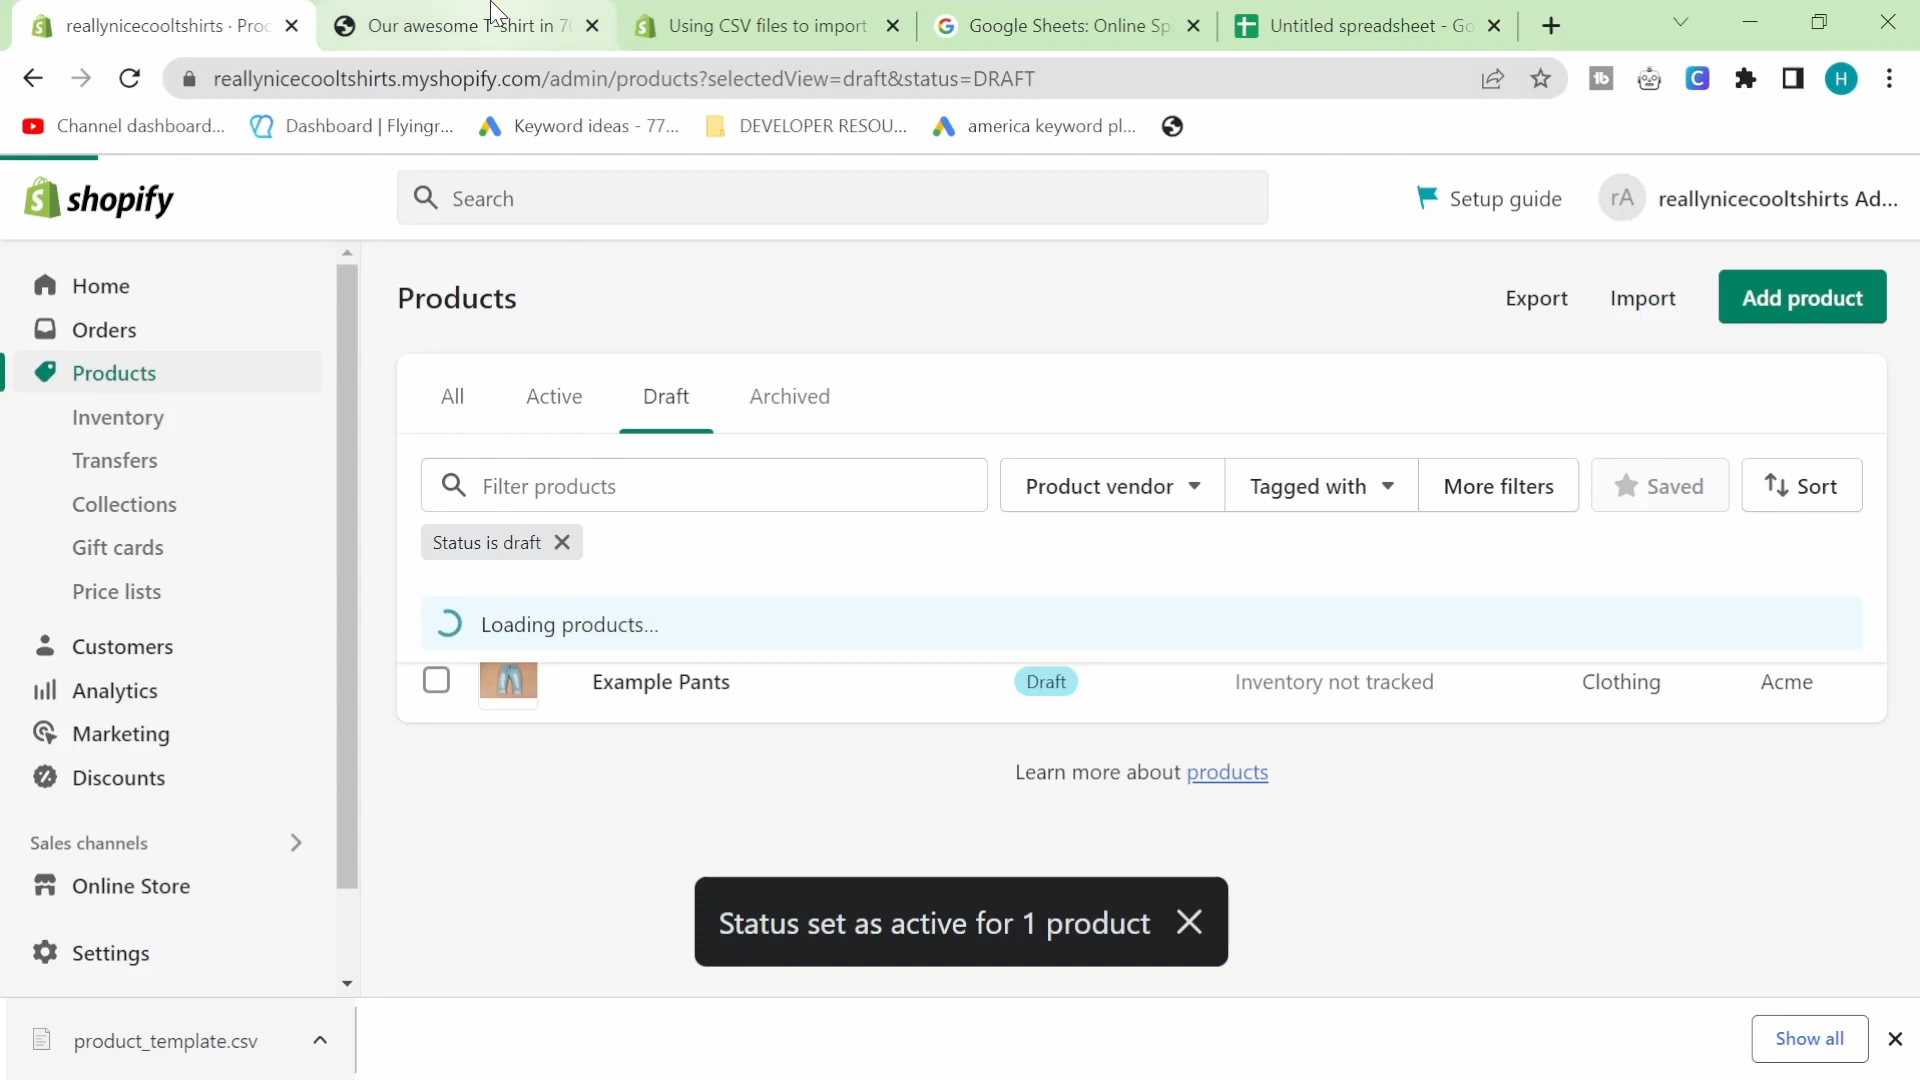 reallynicecooltshirts · Proc
Our awesome T-shirt in 70
Using CSV files to import
Google Sheets: Online Sp
Untitled spreadsheet - Go
reallynicecooltshirts.myshopify.com/admin/products?selectedView=draft&status=DRAFT
H
Channel dashboard...
Dashboard | Flyingr...
Keyword ideas - 77...
DEVELOPER RESOU...
america keyword pl...
shopify
Search
Setup guide
rA
reallynicecooltshirts Ad...
Home
Orders
Products
Inventory
Transfers
Collections
Gift cards
Price lists
Customers
Analytics
Marketing
Discounts
Sales channels
Online Store
Settings
Products
Export
Import
Add product
All
Active
Draft
Archived
Filter products
Product vendor
Tagged with
More filters
Saved
Sort
Status is draft
Loading products...
Example Pants
Draft
Inventory not tracked
Clothing
Acme
Learn more about products
Status set as active for 1 product
product_template.csv
Show all